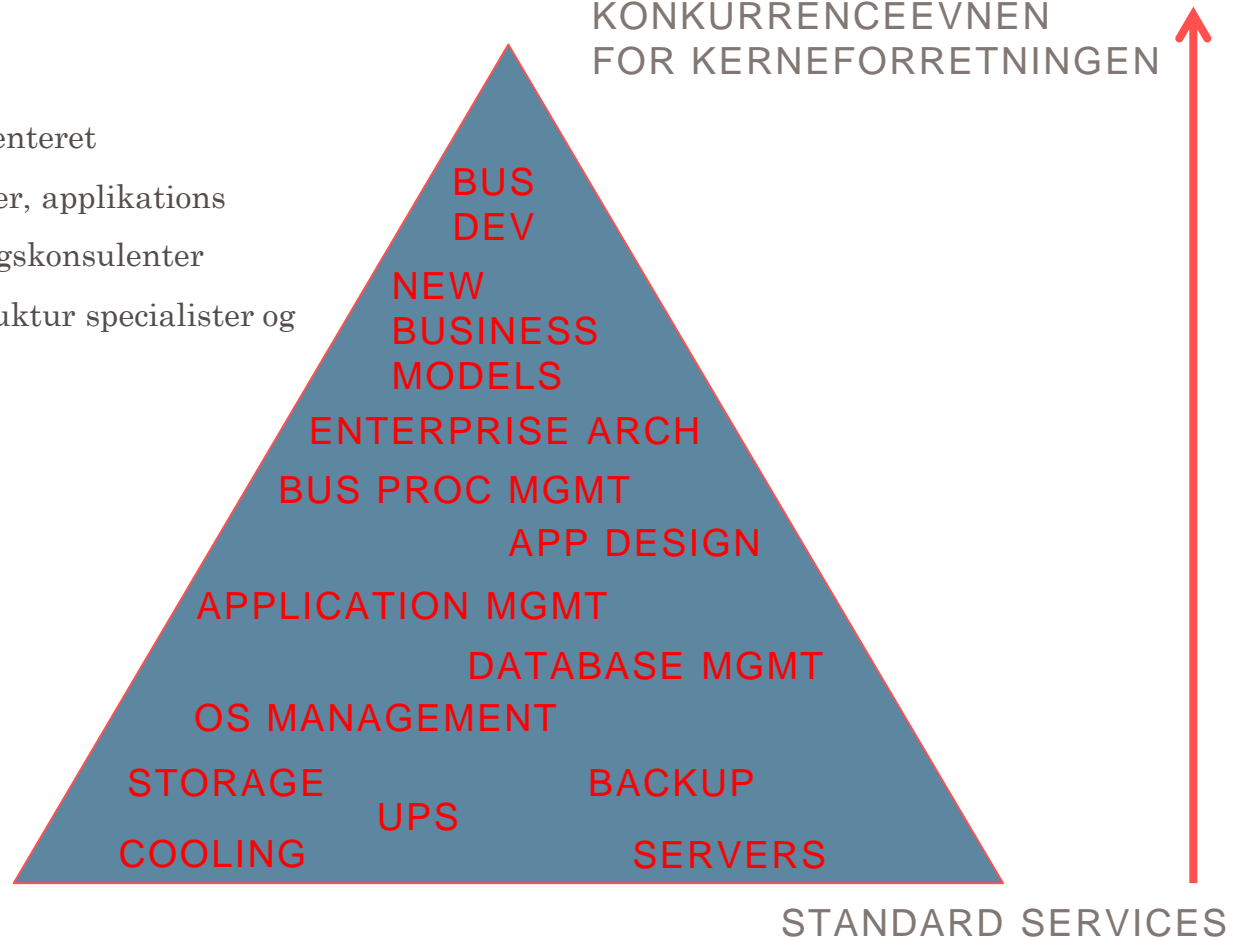 KONKURRENCEEVNEN
FOR KERNEFORRETNINGEN
enteret
er, applikations
gskonsulenter
uktur specialister og
BUS
DEV
NEW
BUSINESS
MODELS
ENTERPRISE ARCH
BUS PROC MGMT
APP DESIGN
APPLICATION MGMT
DATABASE MGMT
OS MANAGEMENT
STORAGE
BACKUP
UPS
COOLING
SERVERS
STANDARD SERVICES